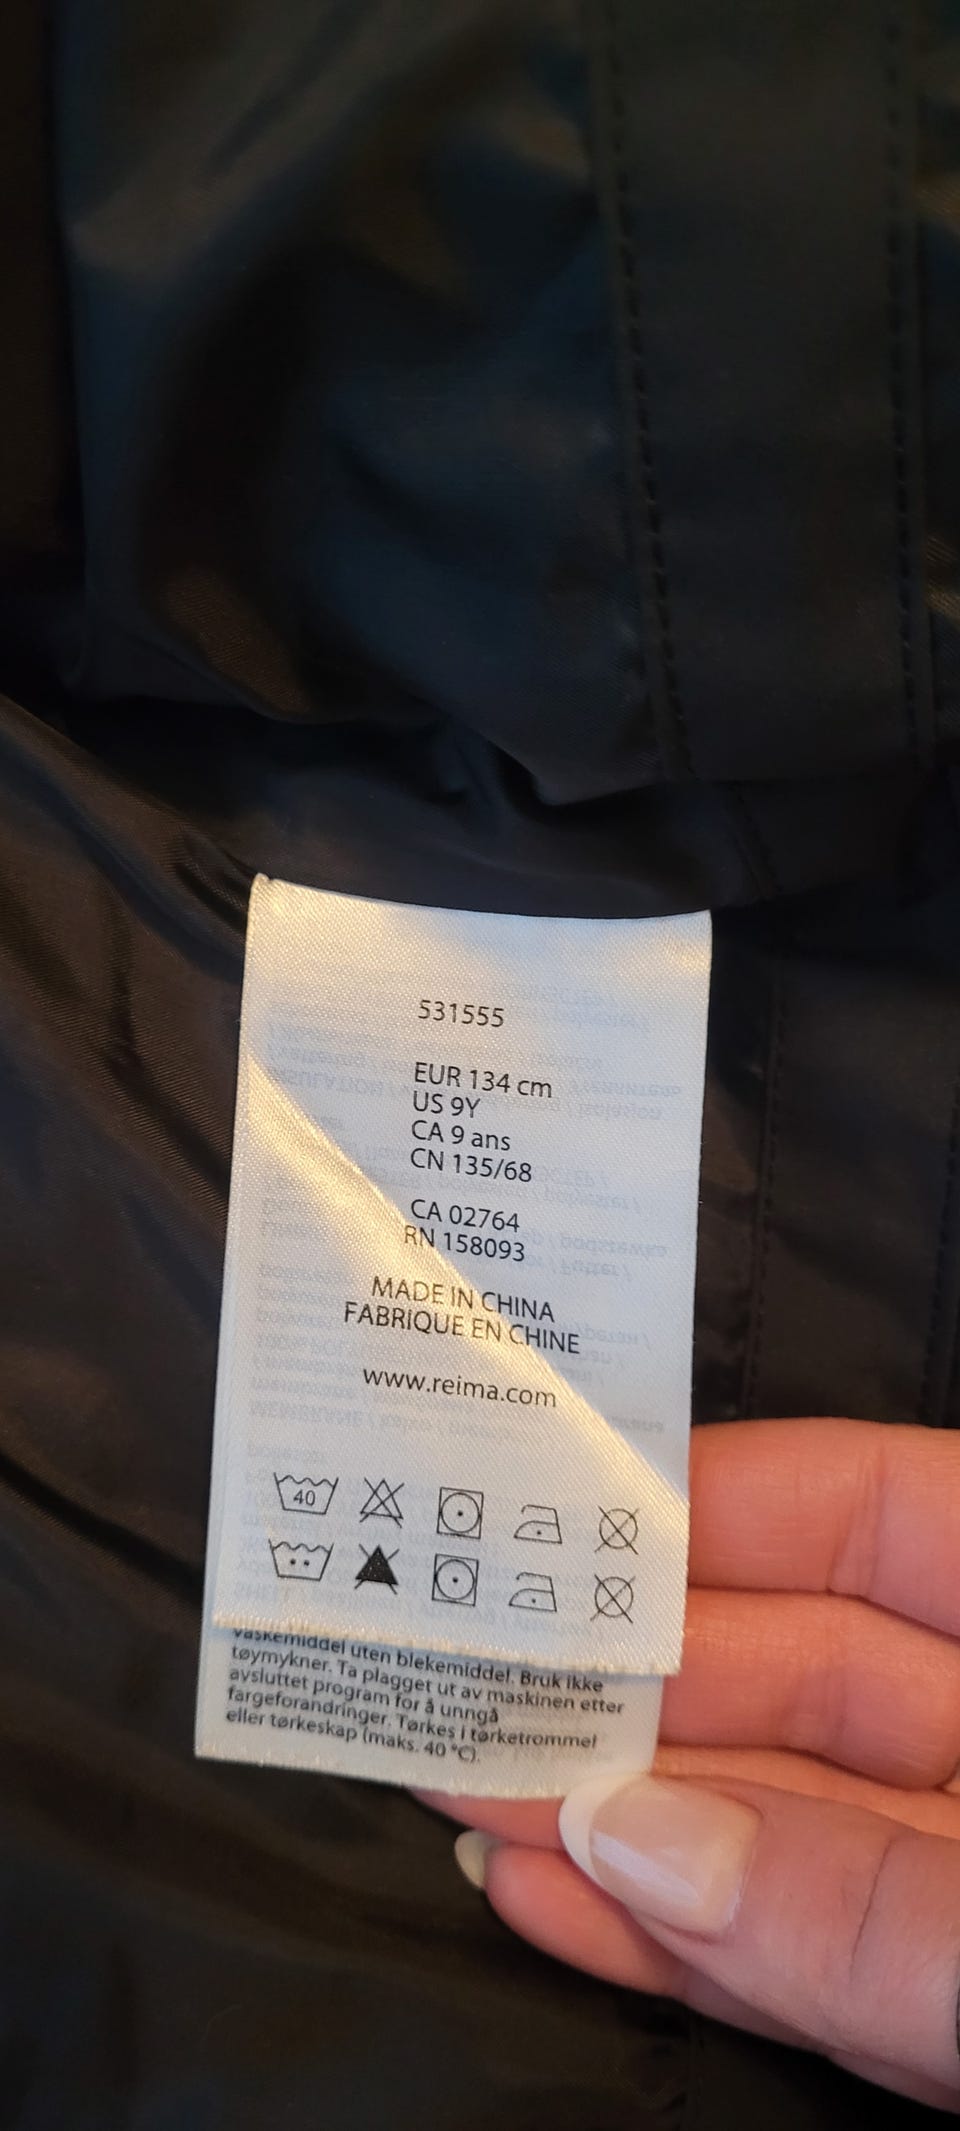 531555
EUR 134 cm
US 9Y
CA 9 ans
CN 135/68
CA 02764
RN 158093
MADE IN CHINA
FABRIQUE EN CHINE
www.reima.com
40
vaskemiddel uten blekemiddel. Bruk ikke
tøymykner. Ta plagget ut av maskinen etter
avsluttet program for å unngå
fargeforandringer. Tørkes i tørketrommel
eller tørkeskap (maks. 40 °C).